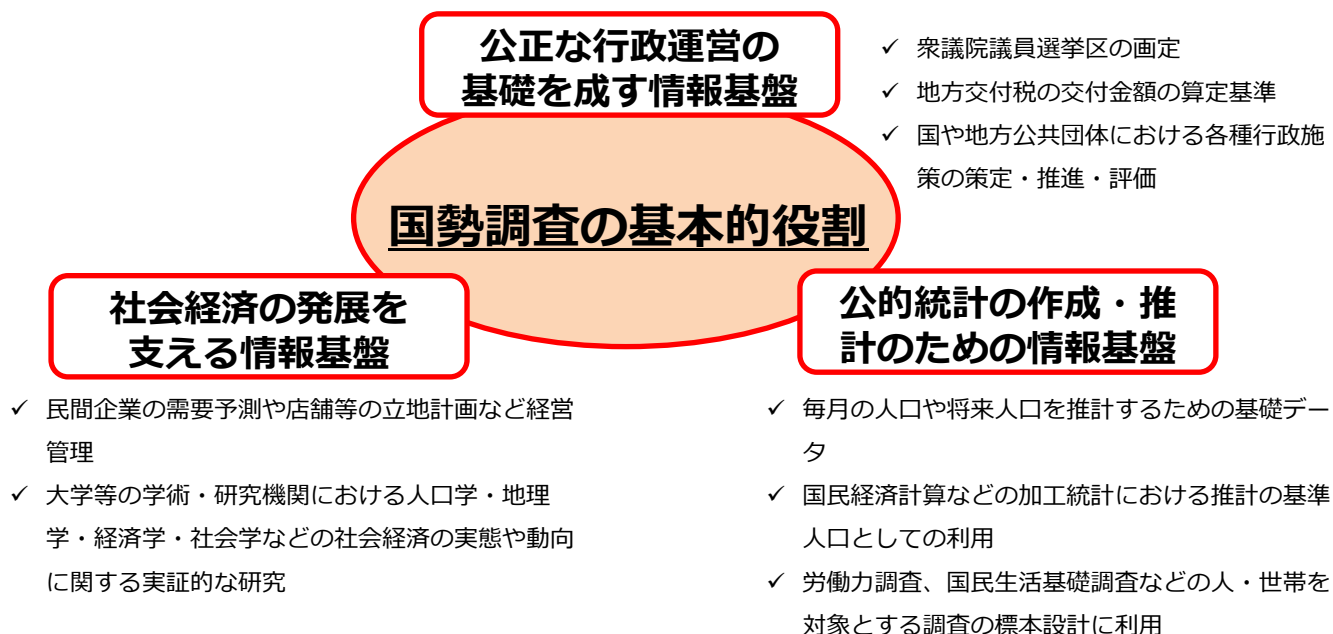 公正な行政運営の
基礎を成す情報基盤
✓ 衆議院議員選挙区の画定
✓ 地方交付税の交付金額の算定基準
✓ 国や地方公共団体における各種行政施
策の策定・推進・評価
国勢調査の基本的役割
社会経済の発展を
支える情報基盤
✓ 民間企業の需要予測や店舗等の立地計画など経営
管理
✓ 大学等の学術・研究機関における人口学・地理
学・経済学・社会学などの社会経済の実態や動向
に関する実証的な研究
公的統計の作成・推
計のための情報基盤
✓ 毎月の人口や将来人口を推計するための基礎デー
タ
✓ 国民経済計算などの加工統計における推計の基準
人口としての利用
✓ 労働力調査、国民生活基礎調査などの人・世帯を
対象とする調査の標本設計に利用